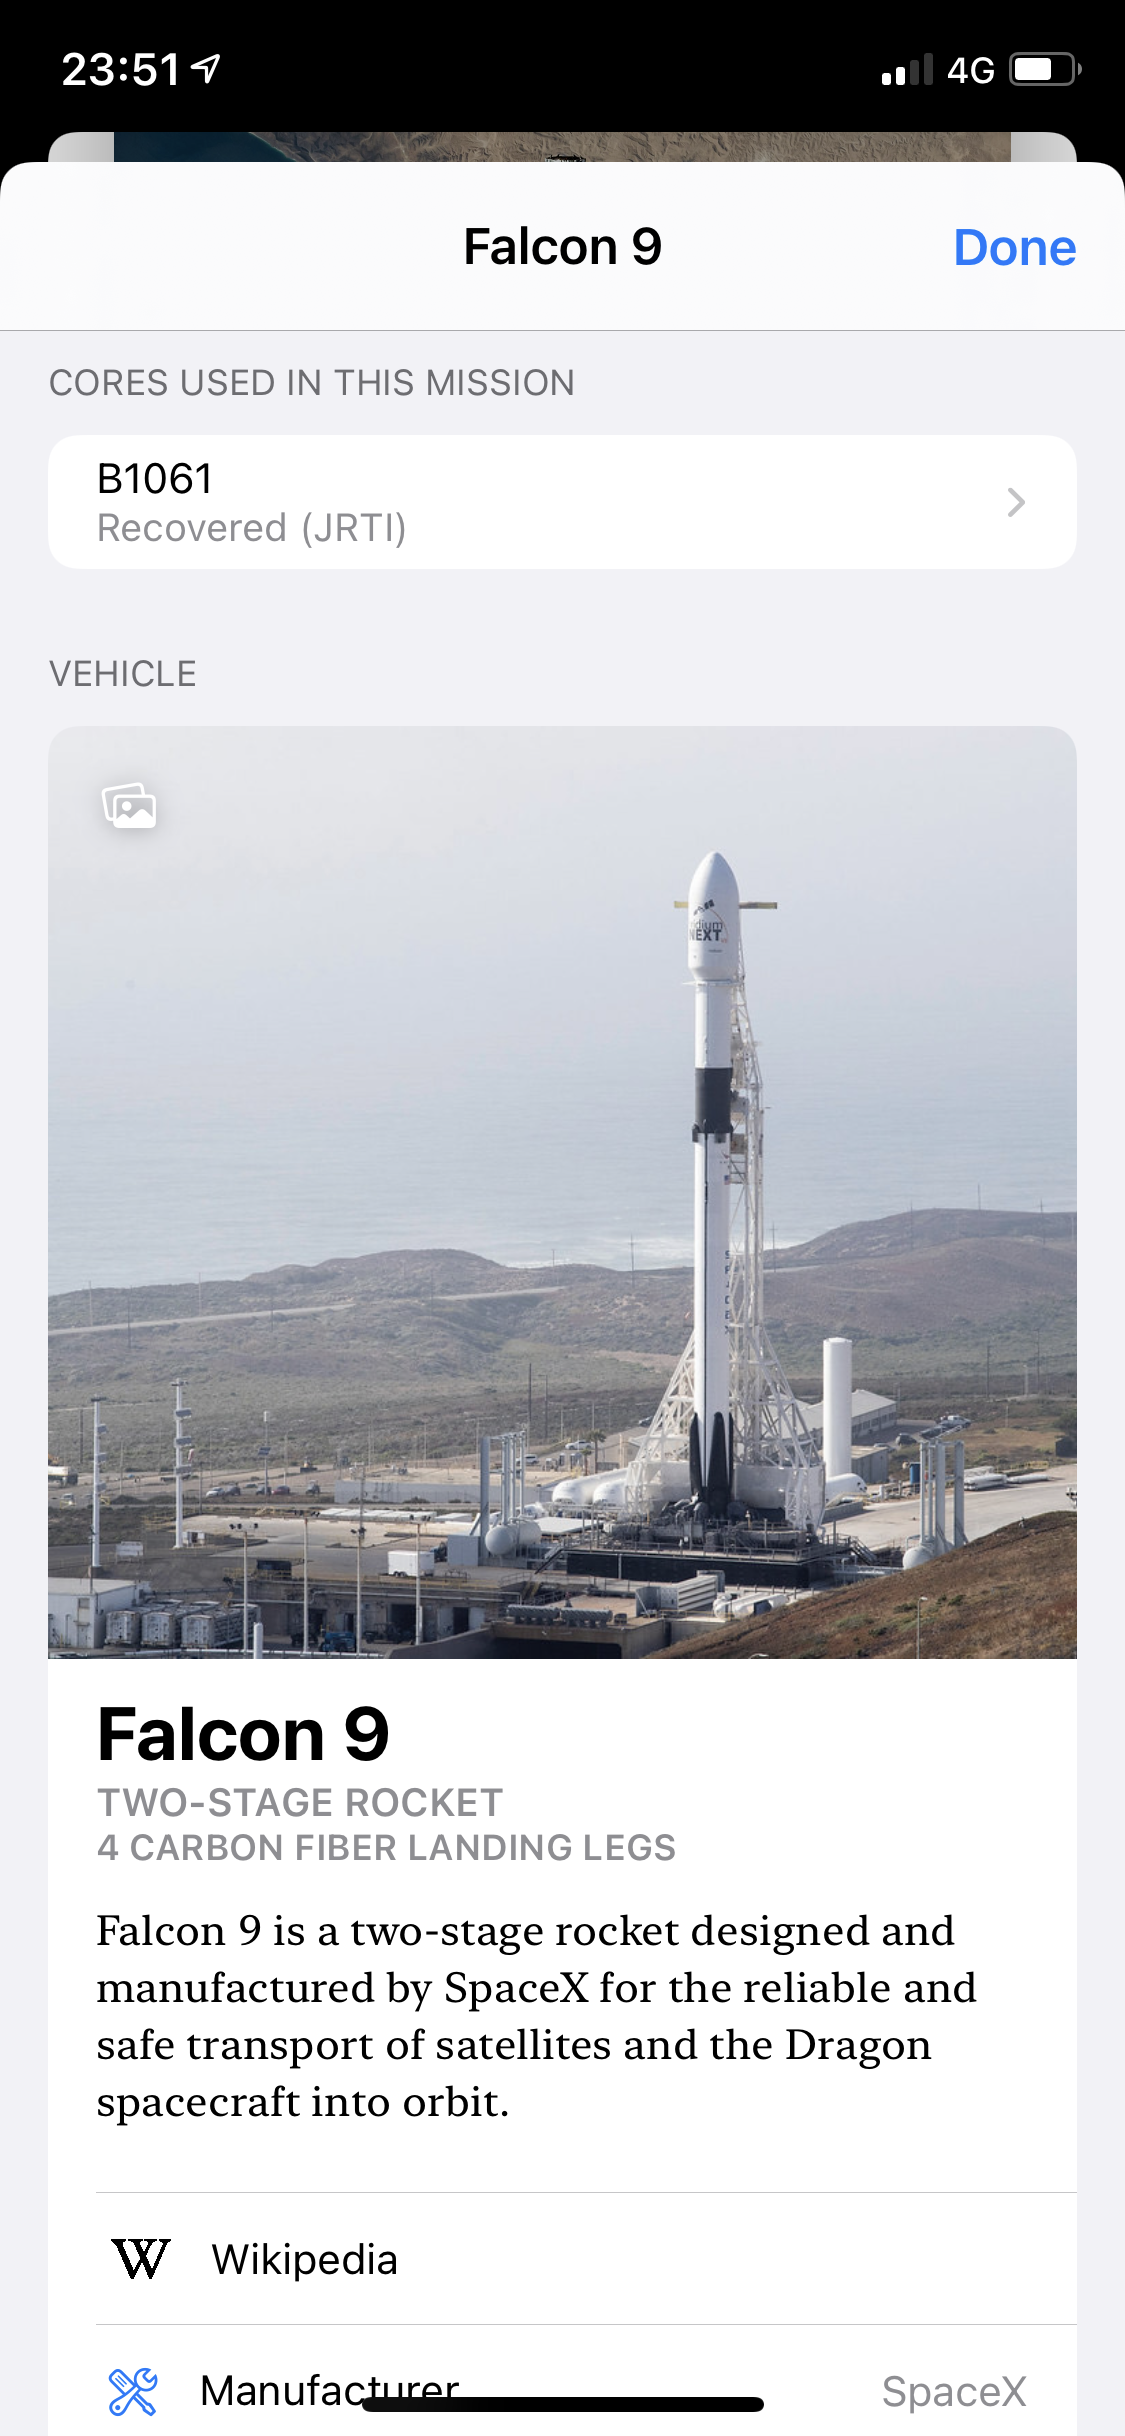 23:51
4G
Falcon 9
Done
CORES USED IN THIS MISSION
B1061
Recovered (JRTI)
VEHICLE
NEXT
Falcon 9
TWO-STAGE ROCKET
4 CARBON FIBER LANDING LEGS
Falcon 9 is a two-stage rocket designed and
manufactured by SpaceX for the reliable and
safe transport of satellites and the Dragon
spacecraft into orbit.
W Wikipedia
Manufacturer
SpaceX